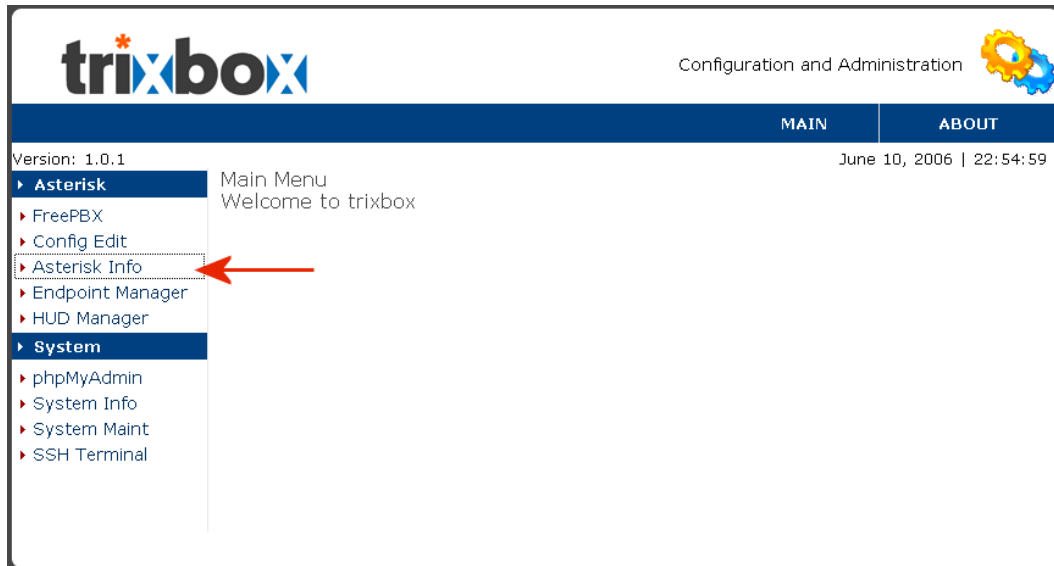 trixbox
Configuration and Administration
MAIN
ABOUT
Version: 1.0.1
June 10, 2006 | 22:54:59
Asterisk
FreePBX
Config Edit
Asterisk Info
Endpoint Manager
HUD Manager
System
phpMyAdmin
System Info
System Maint
SSH Terminal
Main Menu
Welcome to trixbox